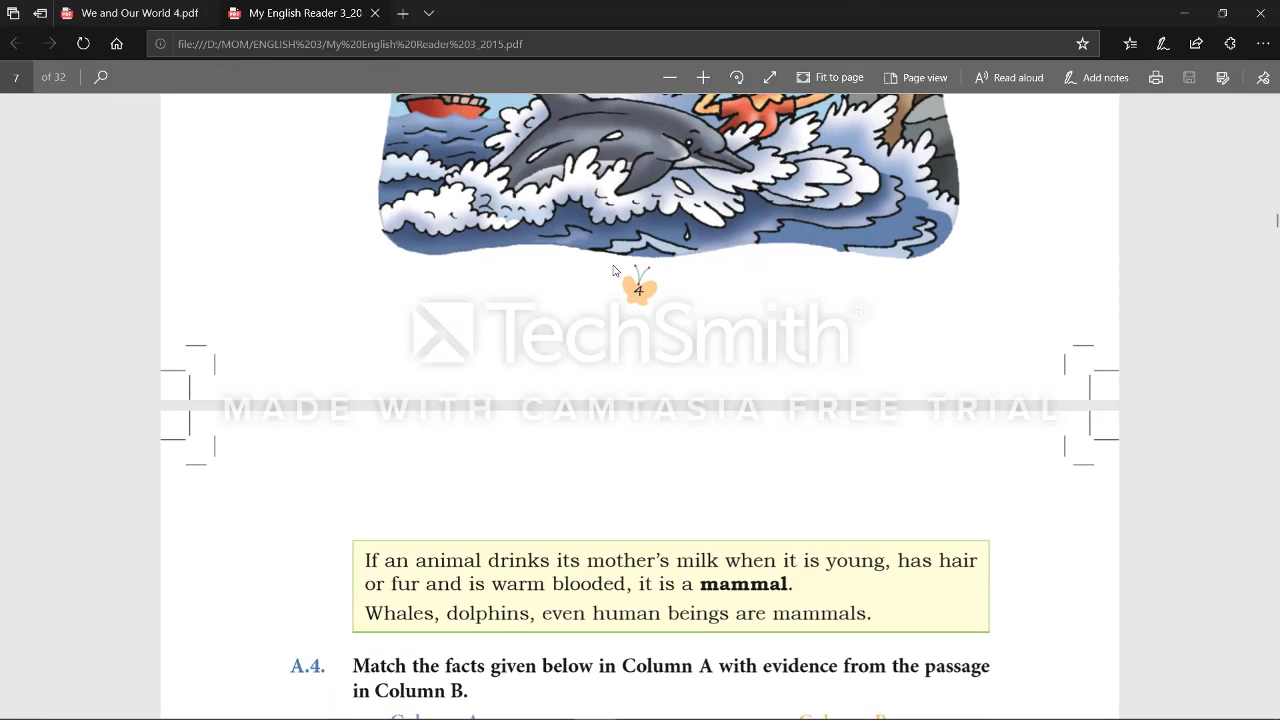 We and Our World 4.pdf
My English Reader 3_20
file:///D:/MOM/ENGLISH%203/My%20English%20Reader%203_2015.pdf
7 of 32
Fit to page
Page view
Read aloud
Add notes
4
TechSmith
MADE WITH CAMTASIA FREE TRIAL
If an animal drinks its mother's milk when it is young, has hair
or fur and is warm blooded, it is a mammal.
Whales, dolphins, even human beings are mammals.
A.4. Match the facts given below in Column A with evidence from the passage
in Column B.
Column A Column B